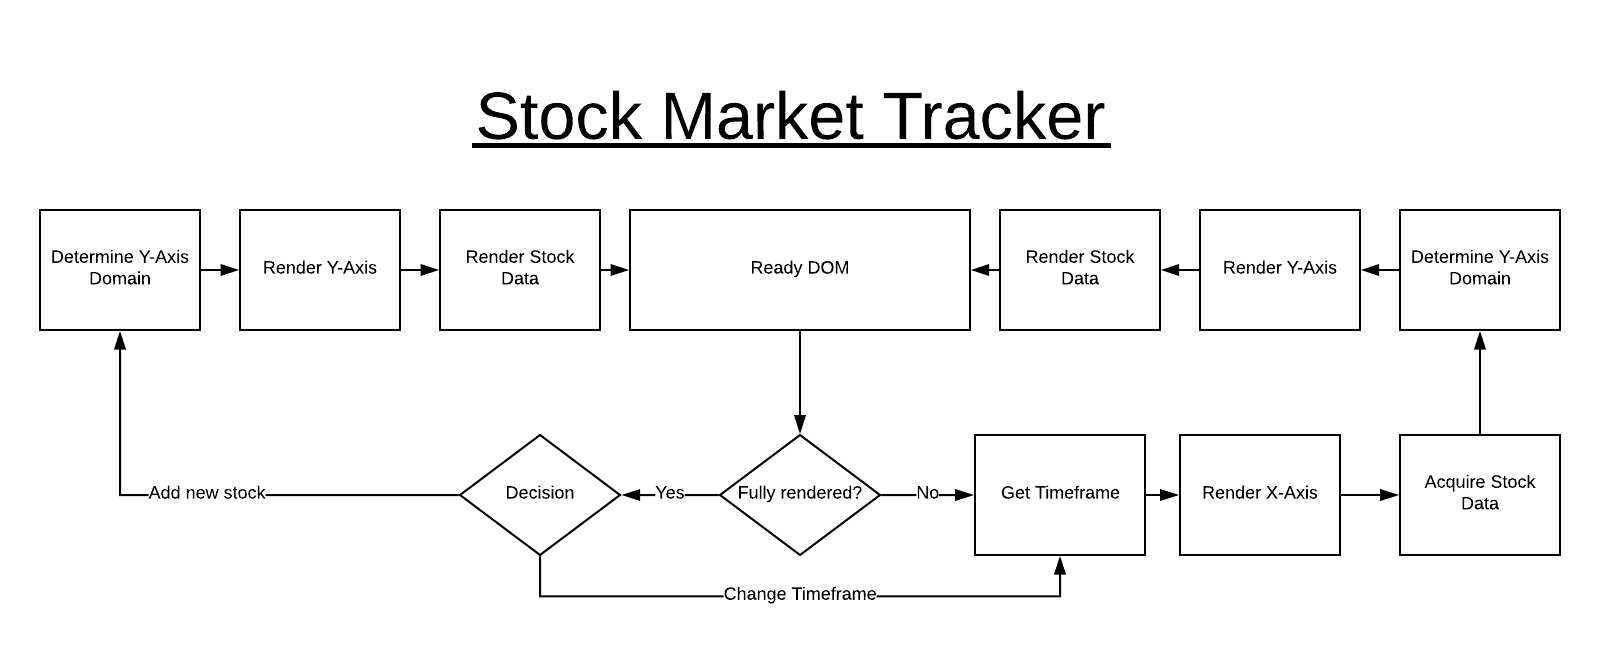 Stock Market Tracker
Determine Y-Axis
Domain
Render Y-Axis
Render Stock
Data
Ready DOM
Render Stock
Data
Render Y-Axis
Determine Y-Axis
Domain
Add new stock
Decision
Yes
Fully rendered?
No
Get Timeframe
Render X-Axis
Acquire Stock
Data
Change Timeframe